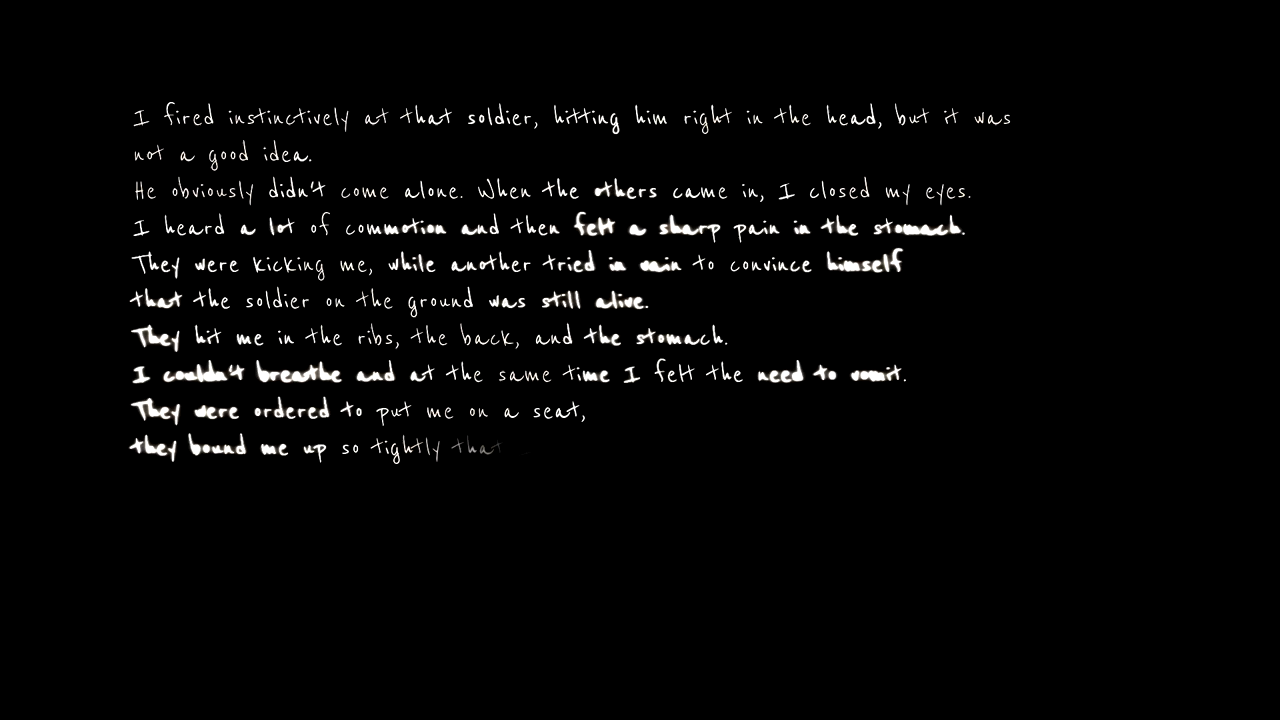 I fired instinctively at that soldier, hitting him right in the head, but it was
not a good idea.
He obviously didn't come alone. When the others came in, I closed my eyes.
I heard a lot of commotion and then felt a sharp pain in the stomach.
They were kicking me, while another tried in vain to convince himself
that the soldier on the ground was still alive.
They hit me in the ribs, the back, and the stomach.
I couldn't breathe and at the same time I felt the need to vomit.
They were ordered to put me on a seat,
they bound me up so tightly that